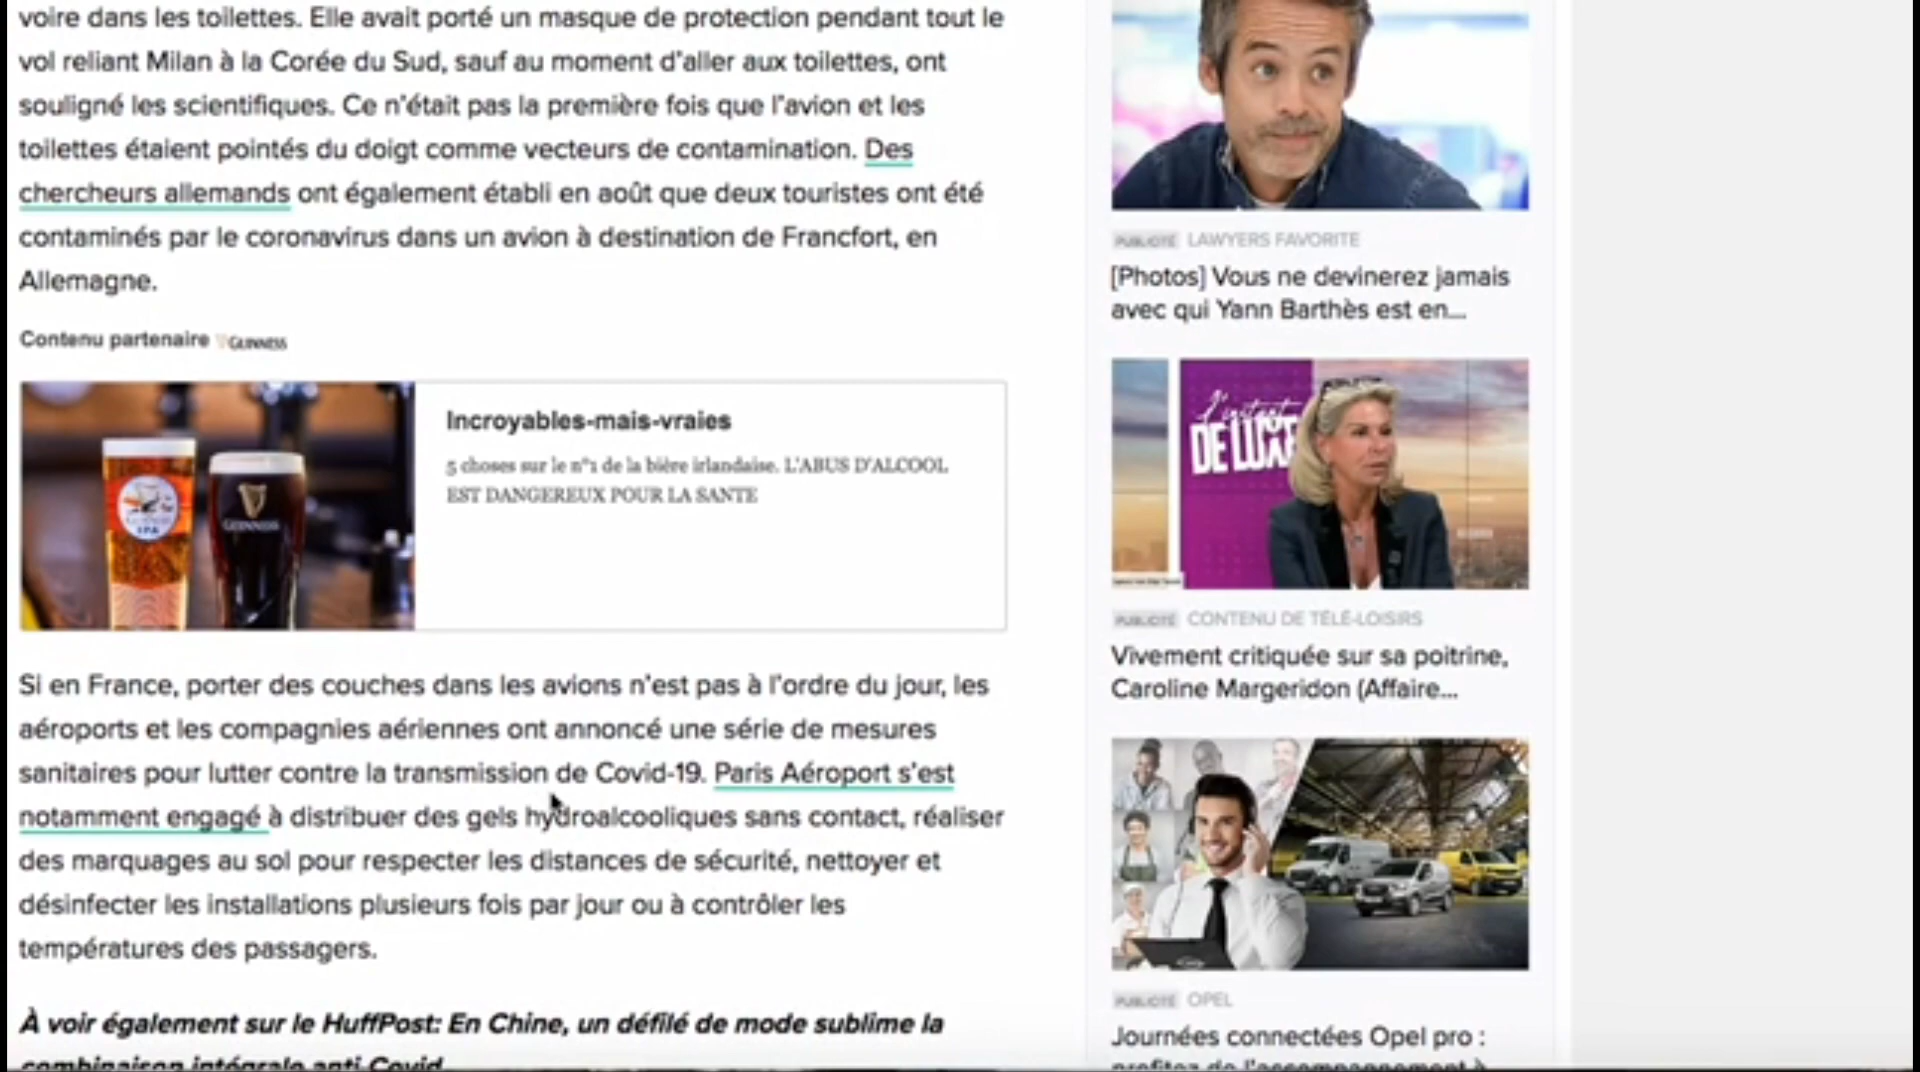 voire dans les toilettes. Elle avait porté un masque de protection pendant tout le
vol reliant Milan à la Corée du Sud, sauf au moment d'aller aux toilettes, ont
souligné les scientifiques. Ce n'était pas la première fois que l'avion et les
toilettes étaient pointés du doigt comme vecteurs de contamination. Des
chercheurs allemands ont également établi en août que deux touristes ont été
contaminés par le coronavirus dans un avion à destination de Francfort, en
Allemagne.
Contenu partenaire GUINNESS
GUINNESS
IPA
GUINNESS
Incroyables-mais-vraies
5 choses sur le n°1 de la bière irlandaise. L'ABUS D'ALCOOL
EST DANGEREUX POUR LA SANTE
Si en France, porter des couches dans les avions n'est pas à l'ordre du jour, les
aéroports et les compagnies aériennes ont annoncé une série de mesures
sanitaires pour lutter contre la transmission de Covid-19. Paris Aéroport s'est
notamment engagé à distribuer des gels hydroalcooliques sans contact, réaliser
des marquages au sol pour respecter les distances de sécurité, nettoyer et
désinfecter les installations plusieurs fois par jour ou à contrôler les
températures des passagers.
À voir également sur le HuffPost: En Chine, un défilé de mode sublime la
combinaison intégrale anti-Covid
PUBLICITÉ LAWYERS FAVORITE
[Photos] Vous ne devinerez jamais
avec qui Yann Barthès est en...
l'instant
DE LUXE
PUBLICITÉ CONTENU DE TÉLÉ-LOISIRS
Vivement critiquée sur sa poitrine,
Caroline Margeridon (Affaire...
PUBLICITÉ OPEL
Journées connectées Opel pro :
profitez de l'accompagnement à